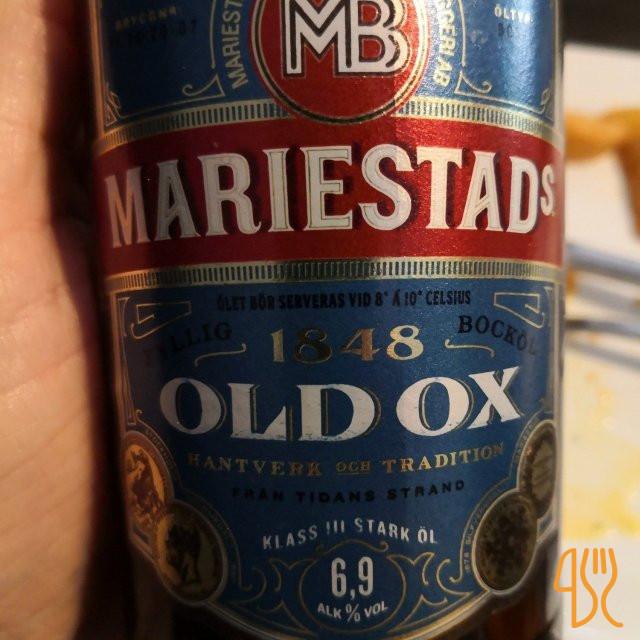 MB
MARIESTADS
ÖLET BÖR SERVERAS VID 8° Á 10° CELSIUS
FYLLIG 1848 BOCKÖL
OLD OX
HANTVERK OCH TRADITION
FRÅN TIDANS STRAND
KLASS III STARK ÖL
6,9
ALK % VOL